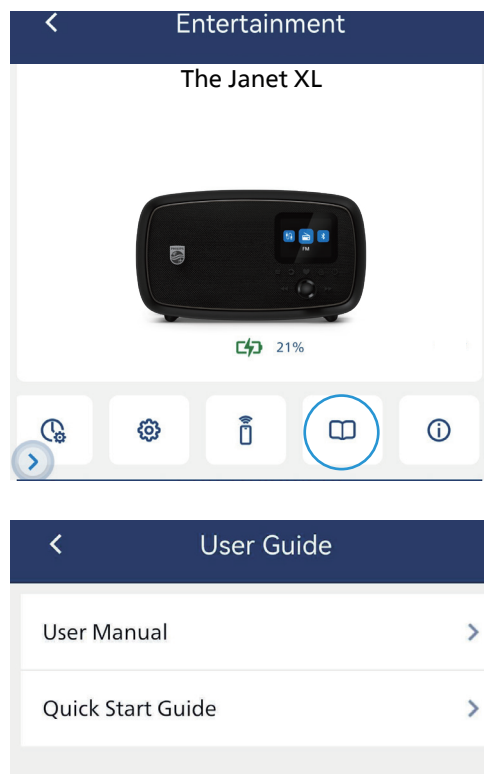 Entertainment
The Janet XL
FM
21%
User Guide
User Manual
Quick Start Guide